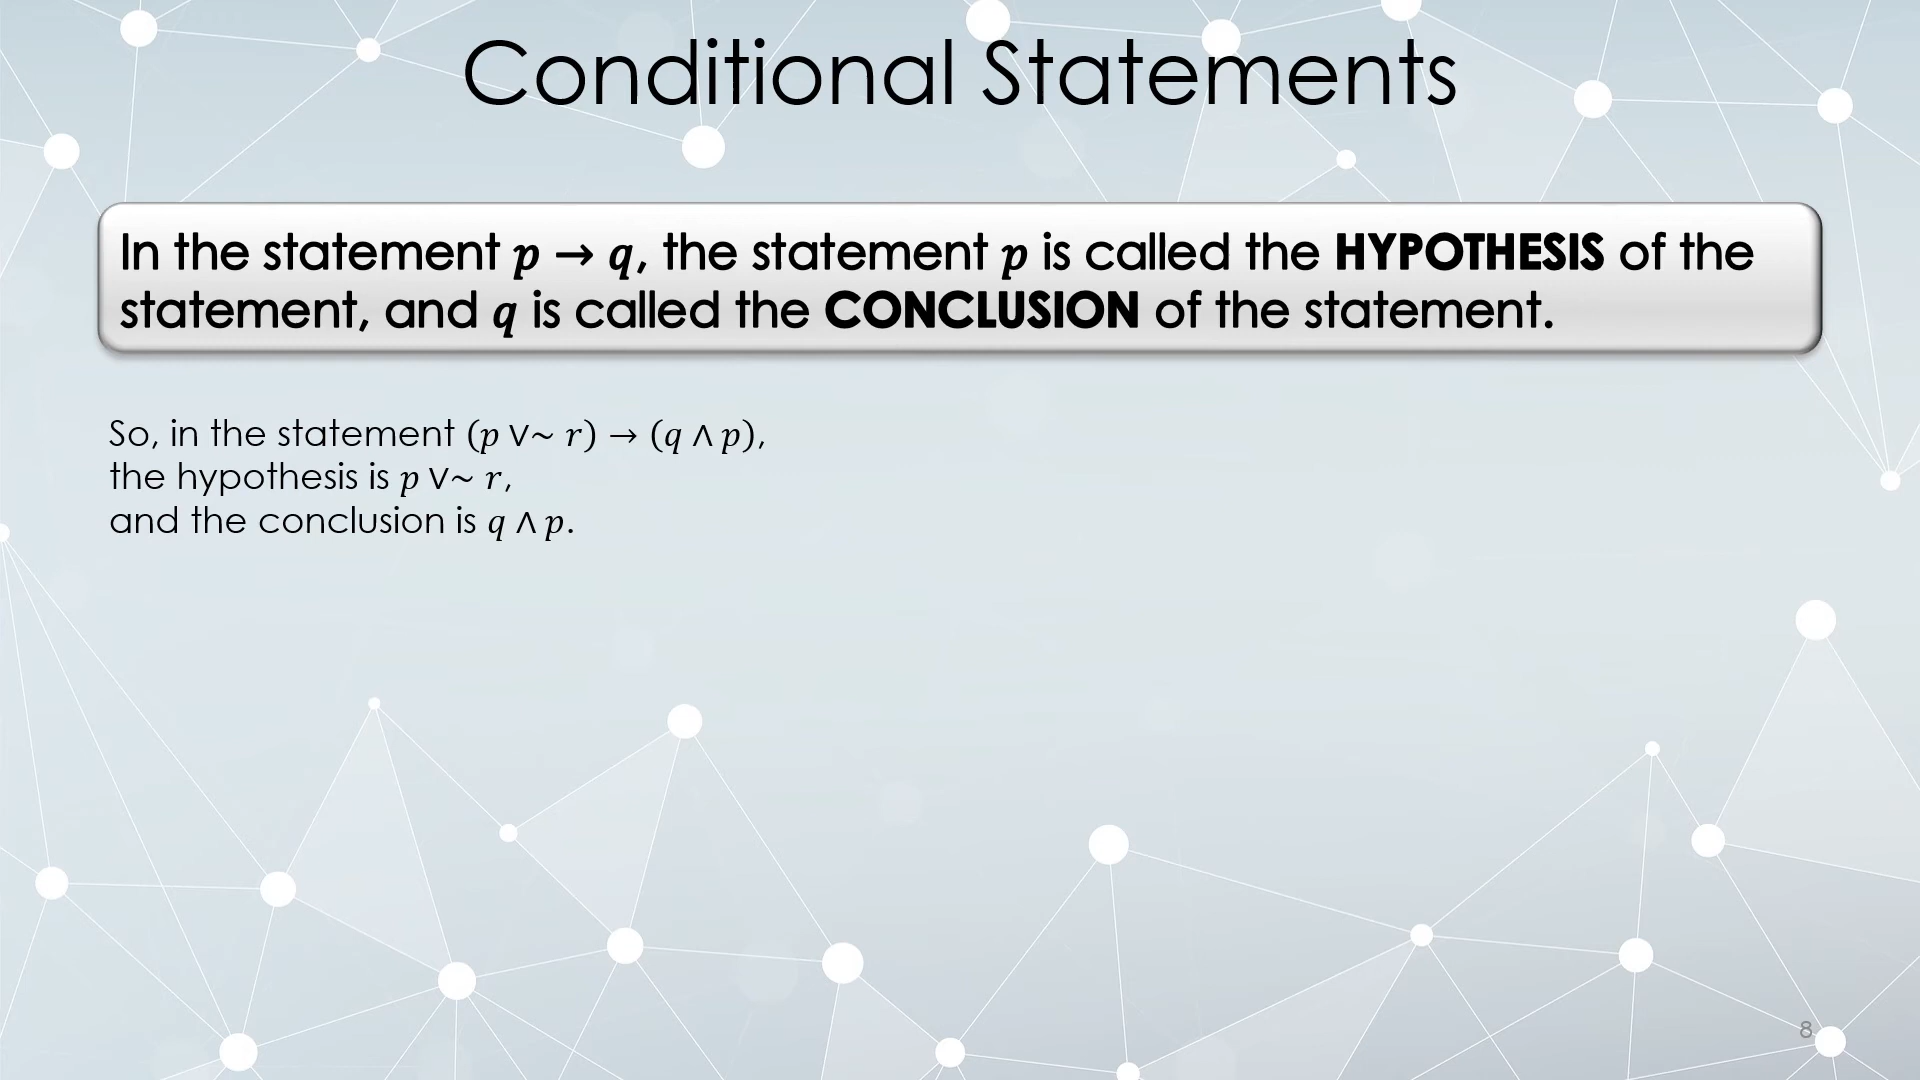 Conditional Statements
In the statement 𝒑 → 𝒒, the statement 𝒑 is called the HYPOTHESIS of the
statement, and 𝒒 is called the CONCLUSION of the statement.
So, in the statement (𝑝 ∨~ 𝑟) → (𝑞 ∧ 𝑝),
the hypothesis is 𝑝 ∨~ 𝑟,
and the conclusion is 𝑞 ∧ 𝑝.
8